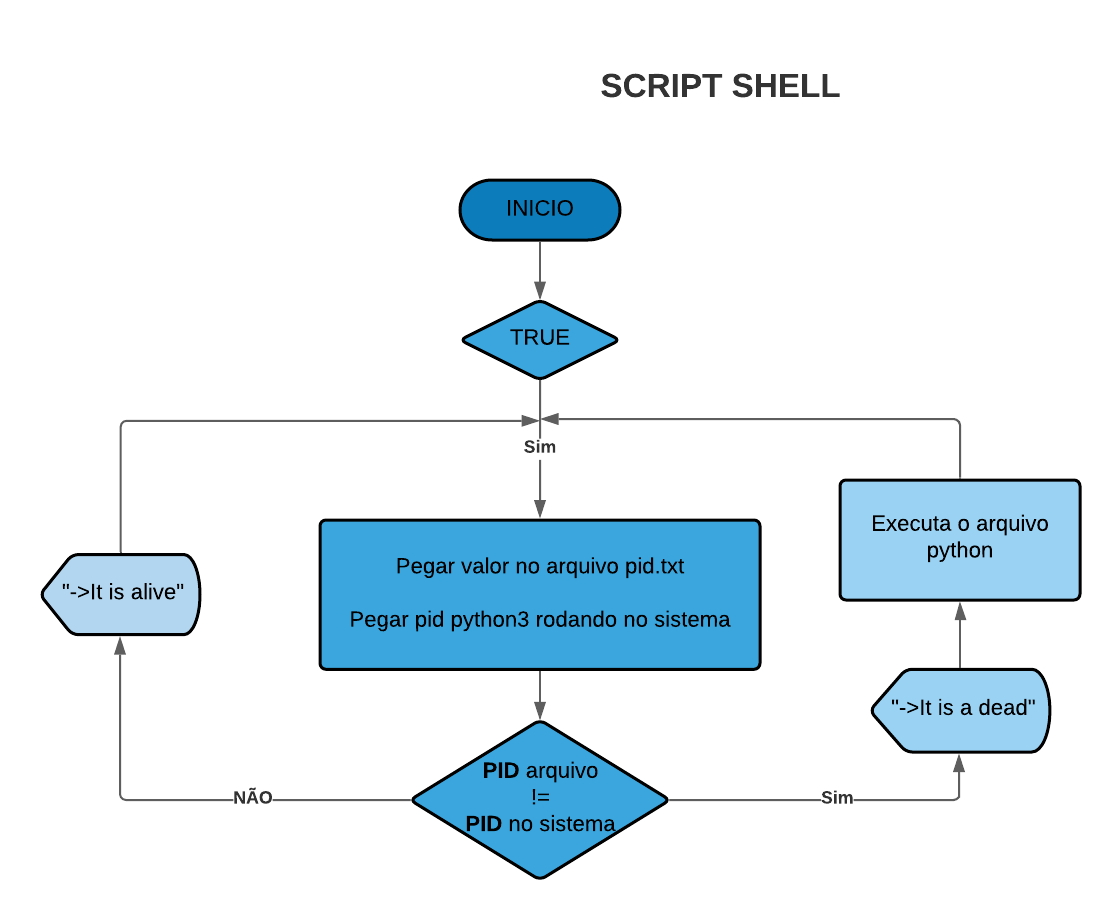 SCRIPT SHELL
INICIO
TRUE
Sim
Executa o arquivo
python
Pegar valor no arquivo pid.txt
Pegar pid python3 rodando no sistema
"->It is alive"
"->It is a dead"
PID arquivo
!=
PID no sistema
NÃO
Sim